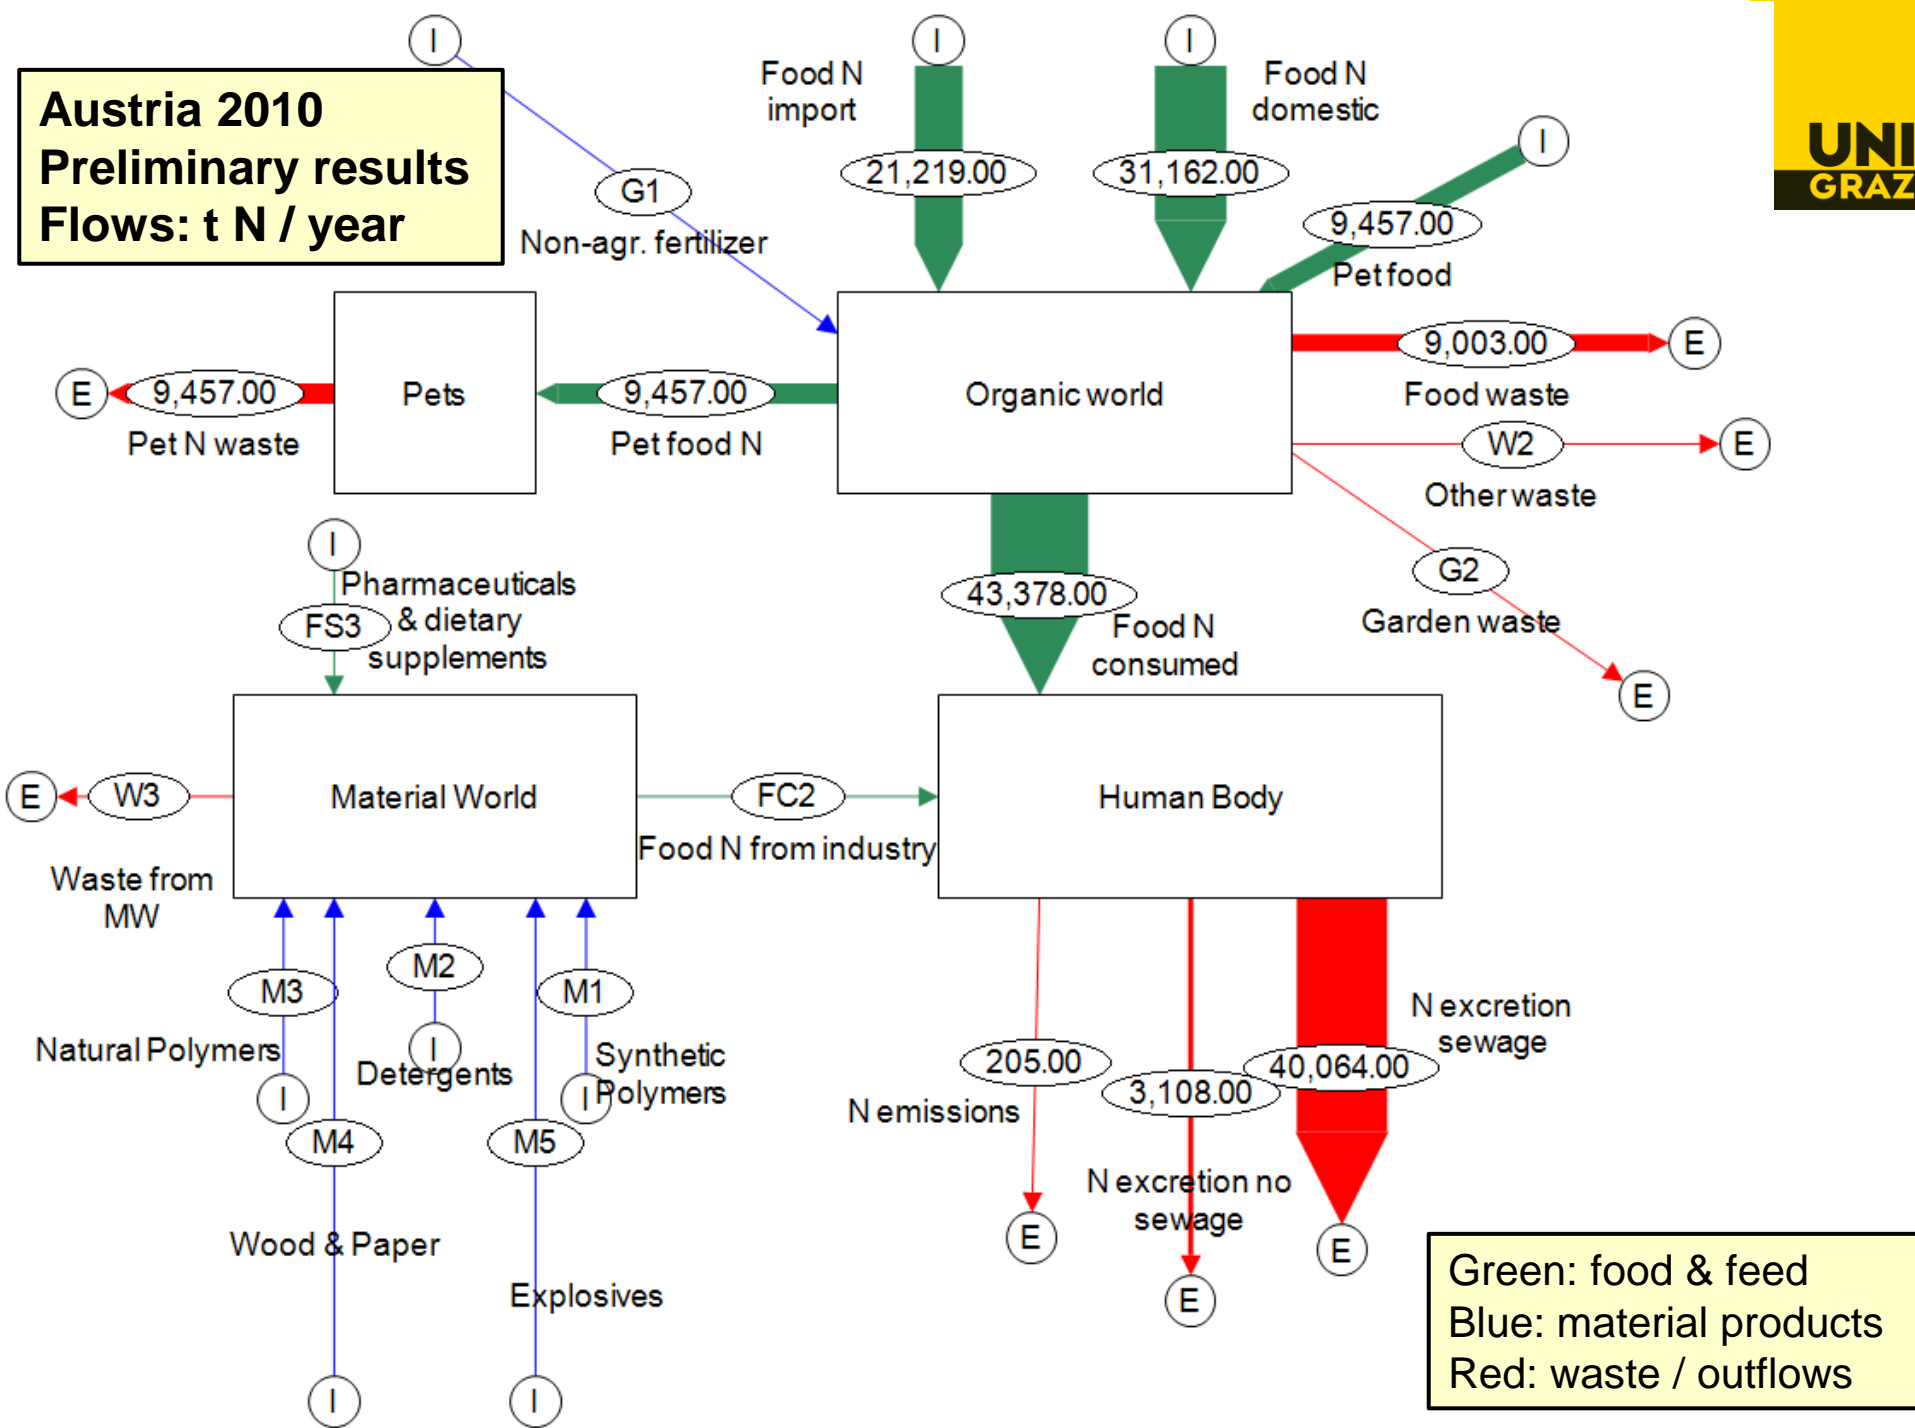 I
I
I
Austria 2010
Preliminary results
Flows: t N / year
Food N
import
Food N
domestic
I
UNI
GRAZ
21,219.00
31,162.00
G1
9,457.00
Non-agr. fertilizer
Pet food
E
9,457.00
Pet N waste
Pets
9,457.00
Pet food N
Organic world
9,003.00
E
Food waste
W2
E
Other waste
G2
Garden waste
E
I
Pharmaceuticals
& dietary
supplements
FS3
43,378.00
Food N
consumed
E
W3
Waste from
MW
Material World
FC2
Food N from industry
Human Body
M3
Natural Polymers
I
M2
I
Detergents
M1
Synthetic
Polymers
I
M4
M5
Wood & Paper
Explosives
I
I
205.00
N emissions
E
3,108.00
N excretion no
sewage
E
40,064.00
N excretion
sewage
E
Green: food & feed
Blue: material products
Red: waste / outflows